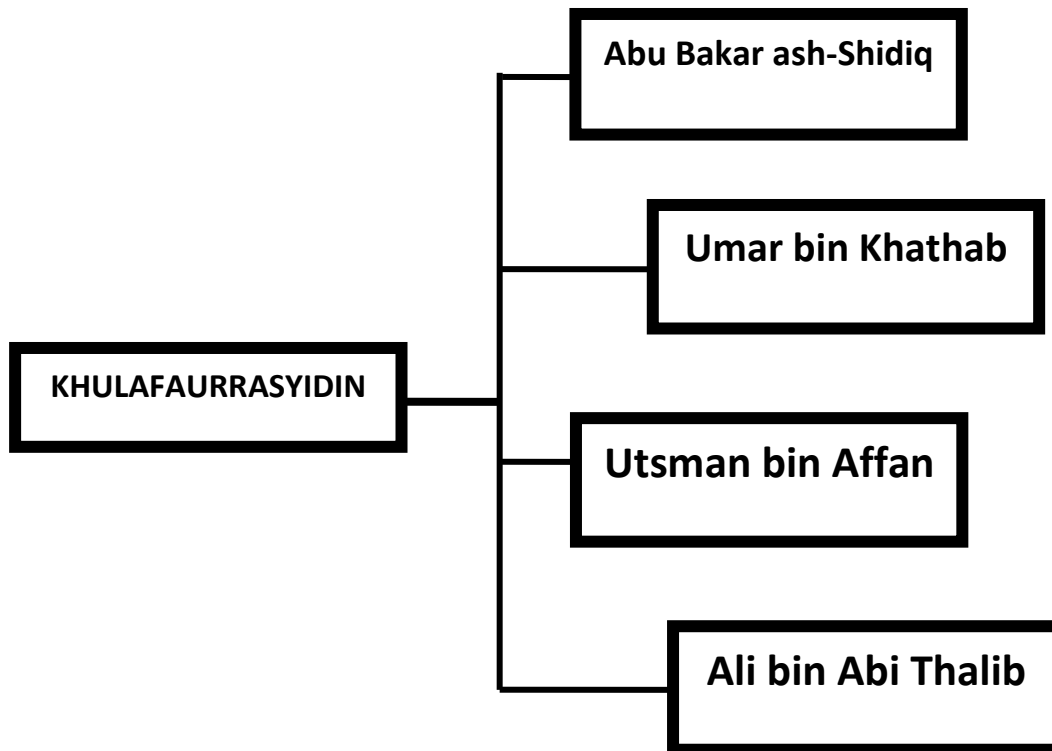 Abu Bakar ash-Shidiq
Umar bin Khathab
KHULAFAURRASYIDIN
Utsman bin Affan
Ali bin Abi Thalib